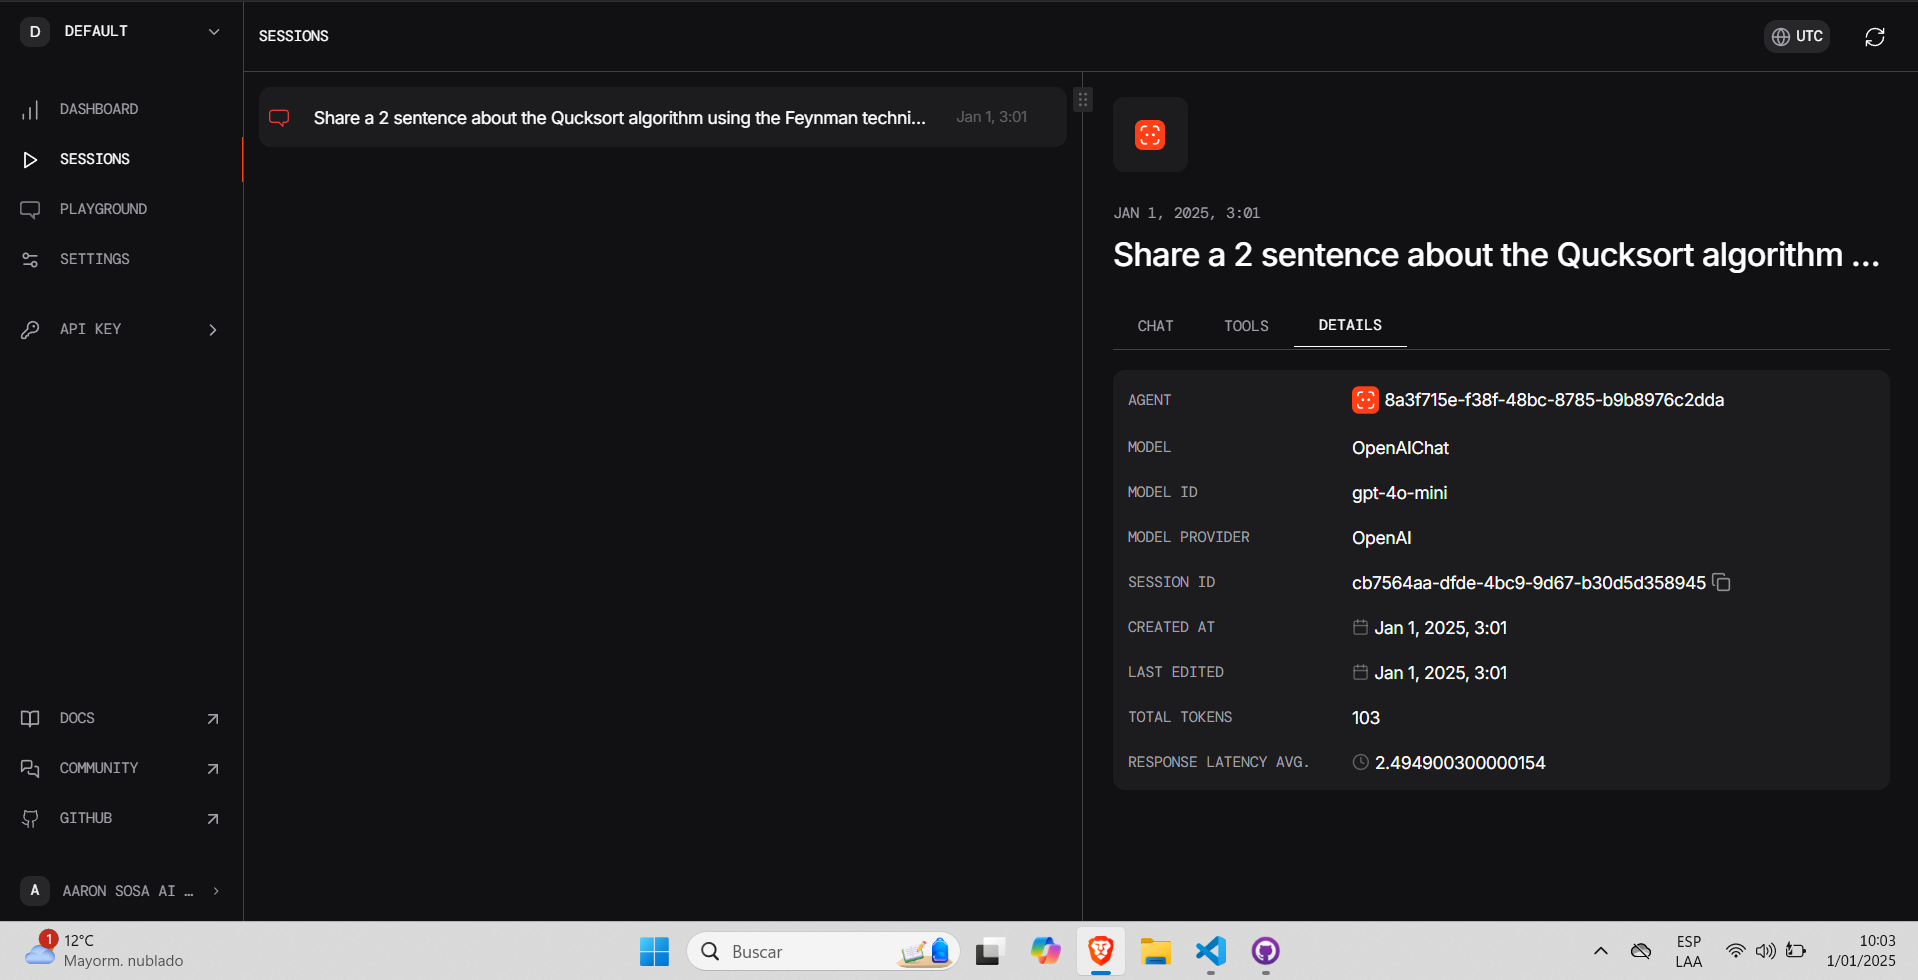 D DEFAULT
DASHBOARD
SESSIONS
PLAYGROUND
SETTINGS
API KEY
DOCS
COMMUNITY
GITHUB
A AARON SOSA AI …
SESSIONS
UTC
Share a 2 sentence about the Qucksort algorithm using the Feynman techni... Jan 1, 3:01
JAN 1, 2025, 3:01
Share a 2 sentence about the Qucksort algorithm ...
CHAT TOOLS DETAILS
AGENT 8a3f715e-f38f-48bc-8785-b9b8976c2dda
MODEL OpenAIChat
MODEL ID gpt-4o-mini
MODEL PROVIDER OpenAI
SESSION ID cb7564aa-dfde-4bc9-9d67-b30d5d358945
CREATED AT Jan 1, 2025, 3:01
LAST EDITED Jan 1, 2025, 3:01
TOTAL TOKENS 103
RESPONSE LATENCY AVG. 2.494900300000154
1 12°C
Mayorm. nublado
Buscar
ESP
LAA
10:03
1/01/2025